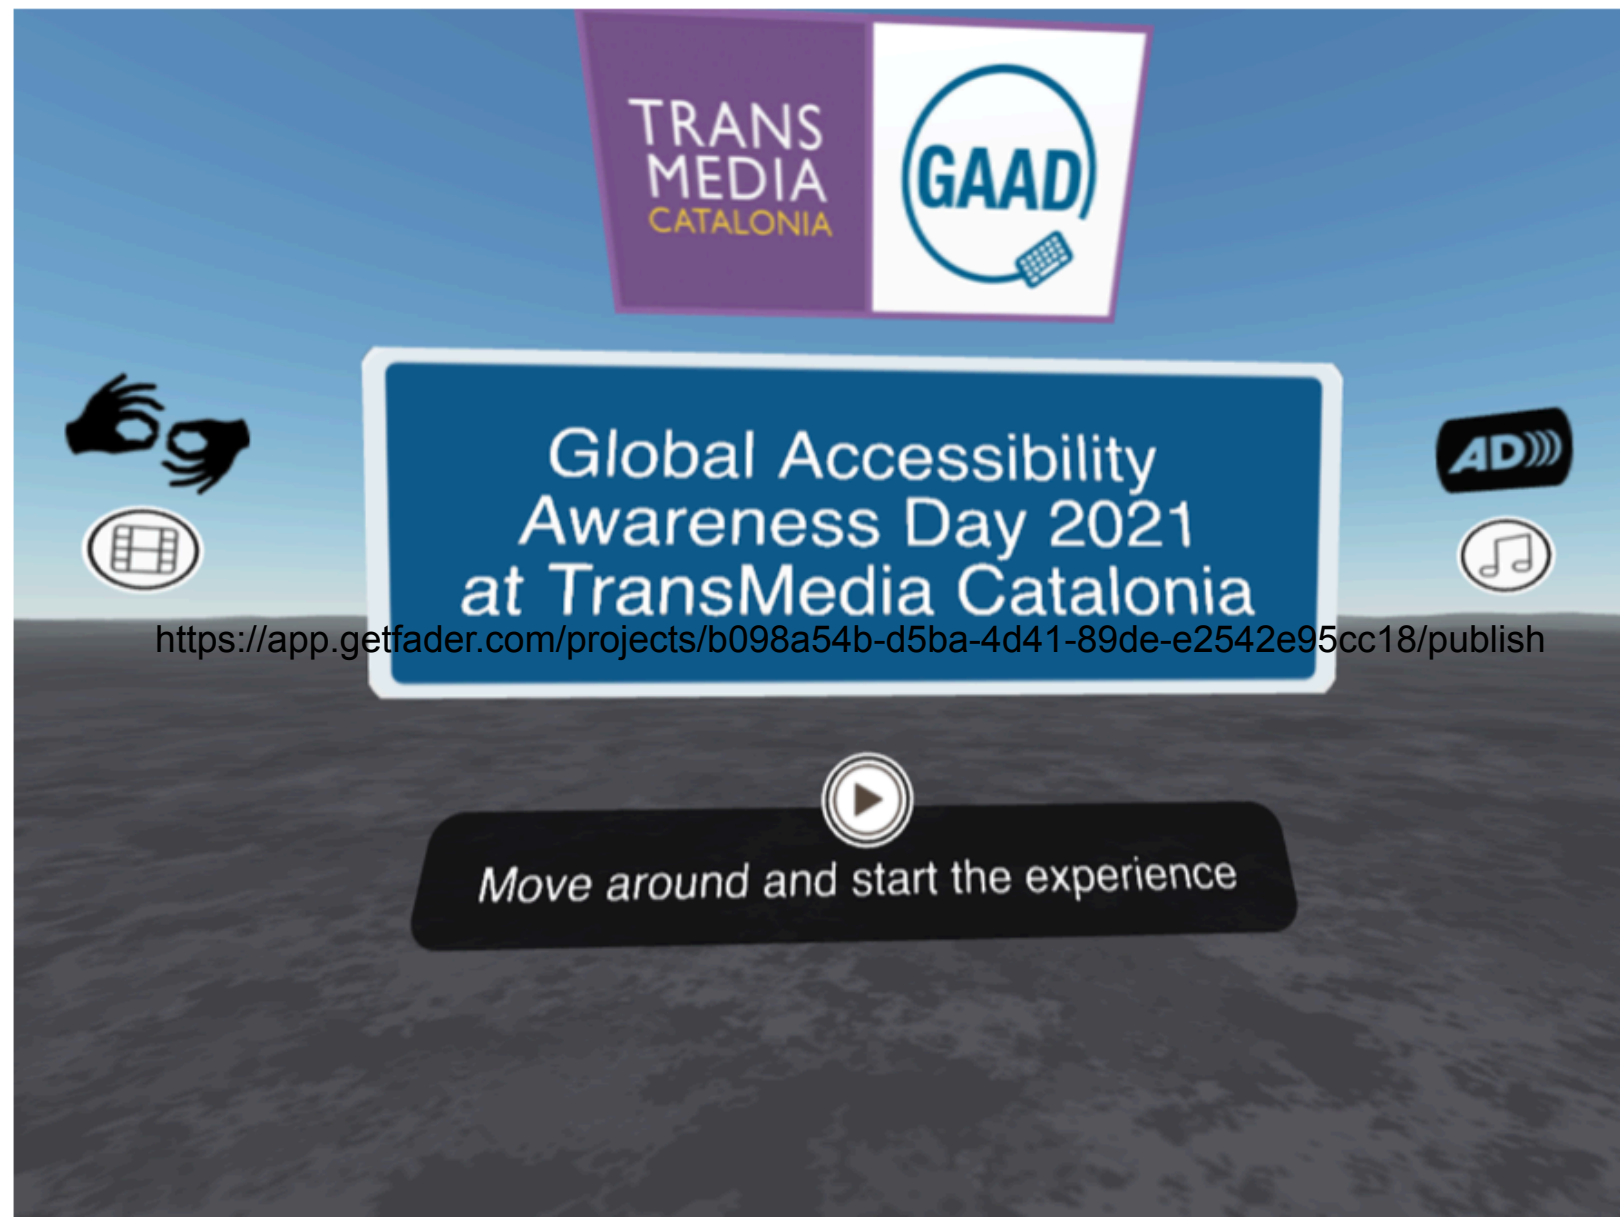 TRANS
MEDIA
CATALONIA
GAAD
Global Accessibility
Awareness Day 2021
at TransMedia Catalonia
https://app.getfader.com/projects/b098a54b-d5ba-4d41-89de-e2542e95cc18/publish
AD
Move around and start the experience